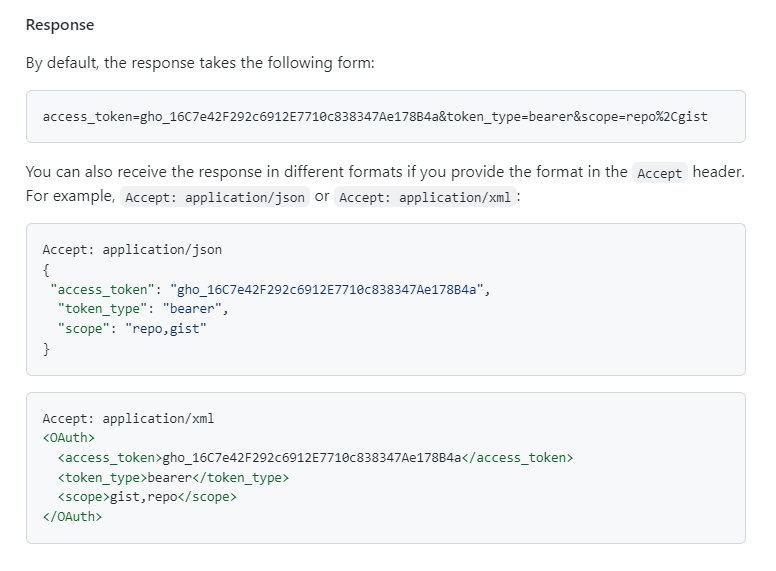 Response
By default, the response takes the following form:
access_token=gho_16C7e42F292c6912E7710c838347Ae178B4a&token_type=bearer&scope=repo%2Cgist
You can also receive the response in different formats if you provide the format in the Accept header.
For example, Accept: application/json or Accept: application/xml :
Accept: application/json
{
"access_token": "gho_16C7e42F292c6912E7710c838347Ae178B4a",
"token_type": "bearer",
"scope": "repo,gist"
}
Accept: application/xml
<OAuth>
<access_token>gho_16C7e42F292c6912E7710c838347Ae178B4a</access_token>
<token_type>bearer</token_type>
<scope>gist,repo</scope>
</OAuth>